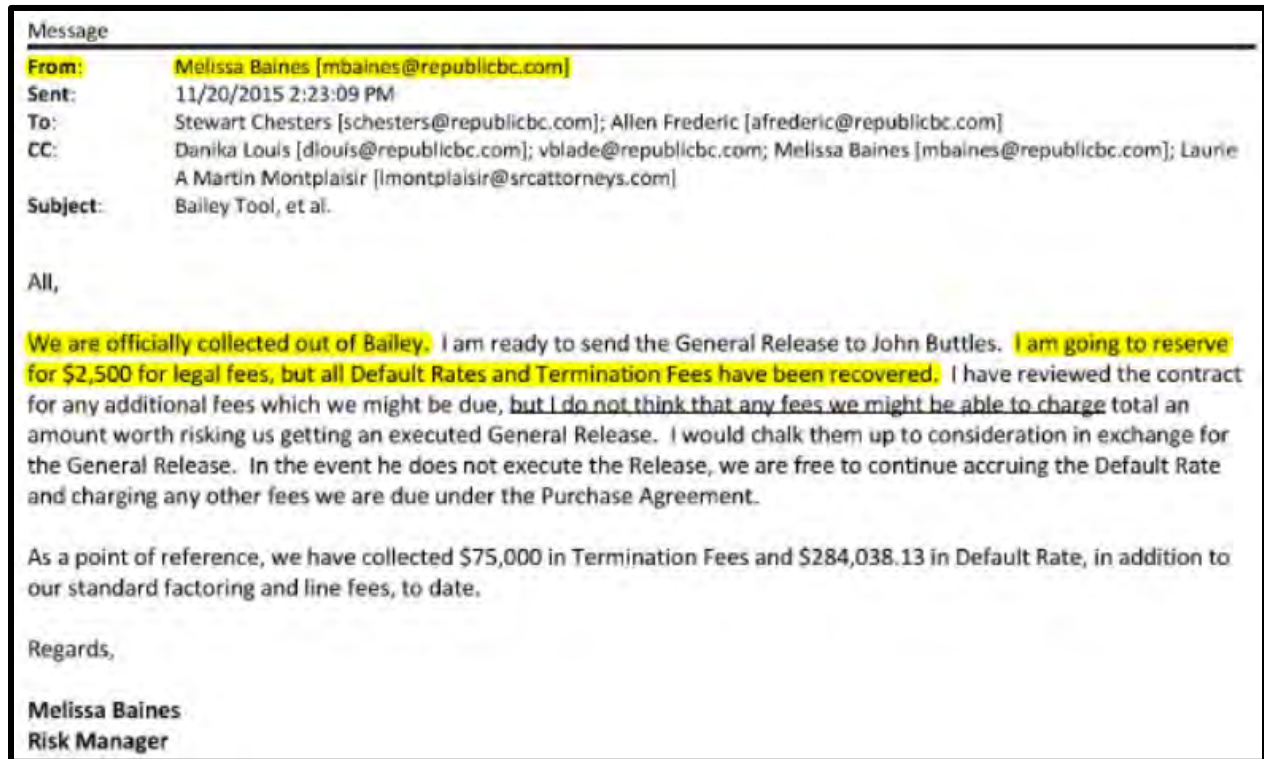 Message
From: Melissa Baines [mbaines@republicbc.com]
Sent: 11/20/2015 2:23:09 PM
To: Stewart Chesters [schesters@republicbc.com]; Allen Frederic [afrederic@republicbc.com]
CC: Danika Louis [dlouis@republicbc.com]; vblade@republicbc.com; Melissa Baines [mbaines@republicbc.com]; Laurie
A Martin Montplaisir [lmontplaisir@srcattorneys.com]
Subject: Bailey Tool, et al.
All,
We are officially collected out of Bailey. I am ready to send the General Release to John Buttles. I am going to reserve
for $2,500 for legal fees, but all Default Rates and Termination Fees have been recovered. I have reviewed the contract
for any additional fees which we might be due, but I do not think that any fees we might be able to charge total an
amount worth risking us getting an executed General Release. I would chalk them up to consideration in exchange for
the General Release. In the event he does not execute the Release, we are free to continue accruing the Default Rate
and charging any other fees we are due under the Purchase Agreement.
As a point of reference, we have collected $75,000 in Termination Fees and $284,038.13 in Default Rate, in addition to
our standard factoring and line fees, to date.
Regards,
Melissa Baines
Risk Manager